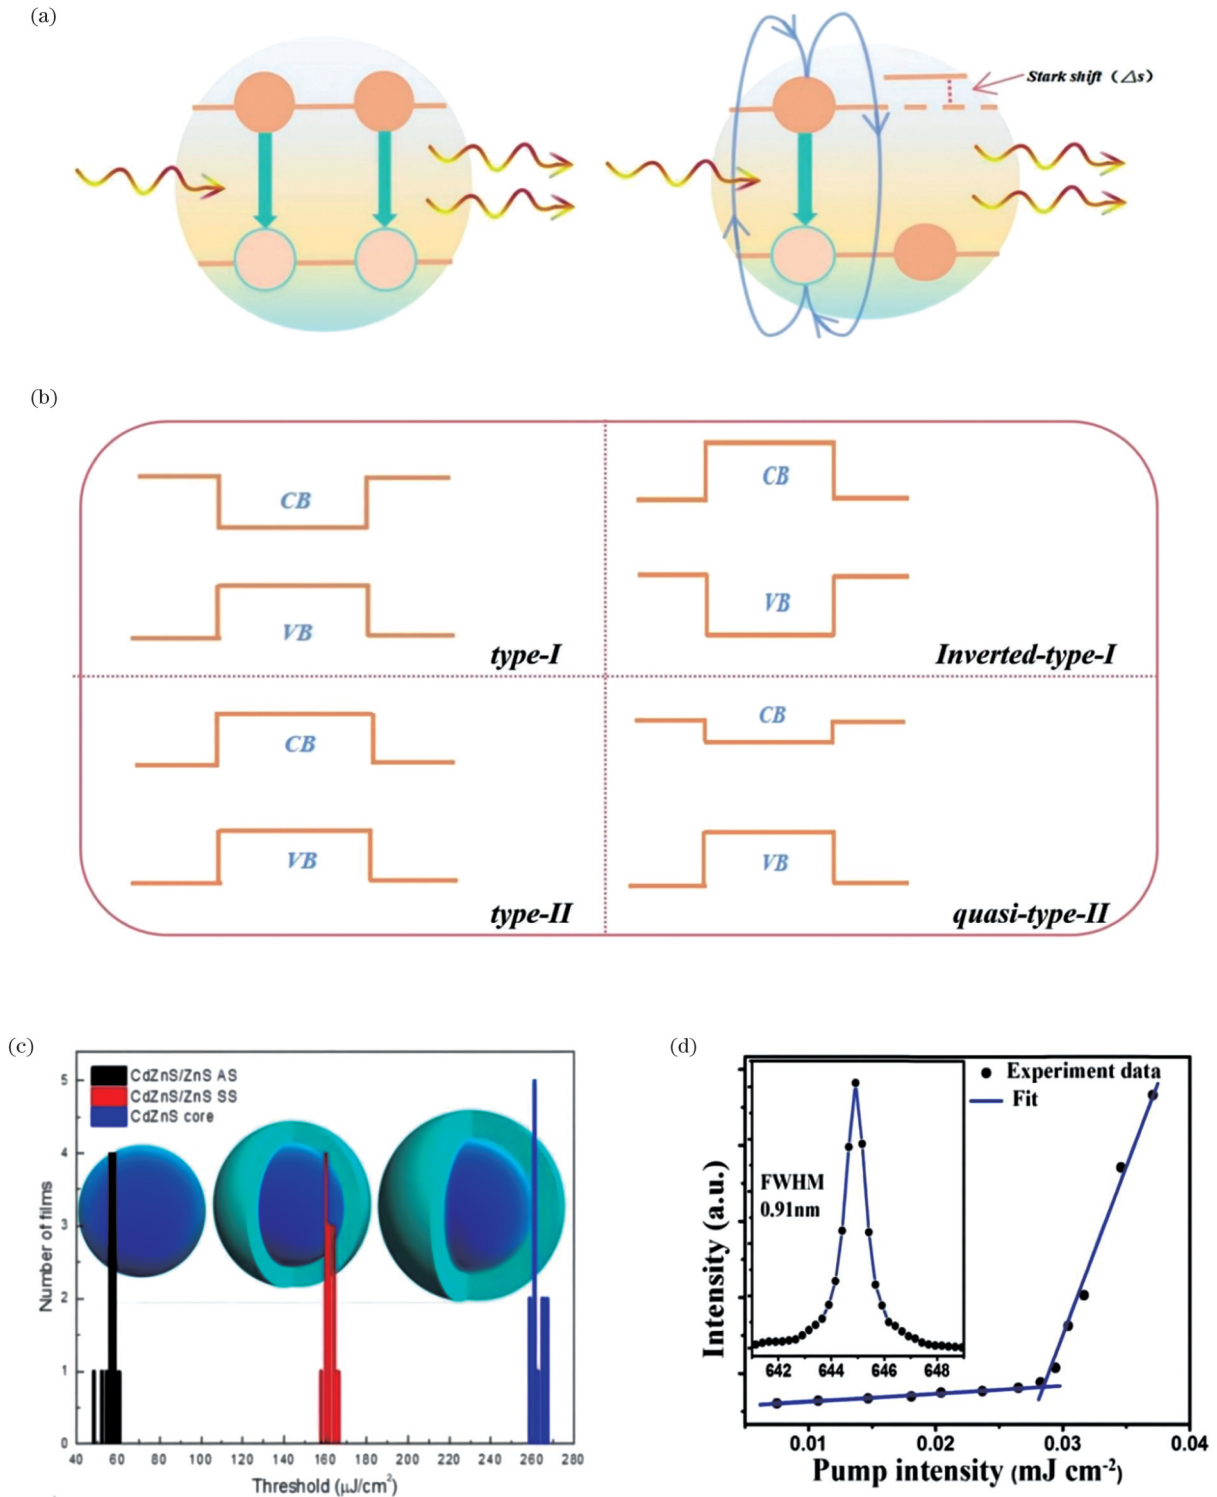 (a)
Stark shift (△s)
(b)
CB
VB
type-I
CB
VB
Inverted-type-I
CB
VB
type-II
CB
VB
quasi-type-II
(c)
CdZnS/ZnS AS
CdZnS/ZnS SS
CdZnS core
Number of films
5
4
3
2
1
0
40 60 80 100 120 140 160 180 200 220 240 260 280
Threshold (μJ/cm²)
(d)
Experiment data
Fit
FWHM
0.91nm
642 644 646 648
Intensity (a.u.)
0.01 0.02 0.03 0.04
Pump intensity (mJ cm⁻²)